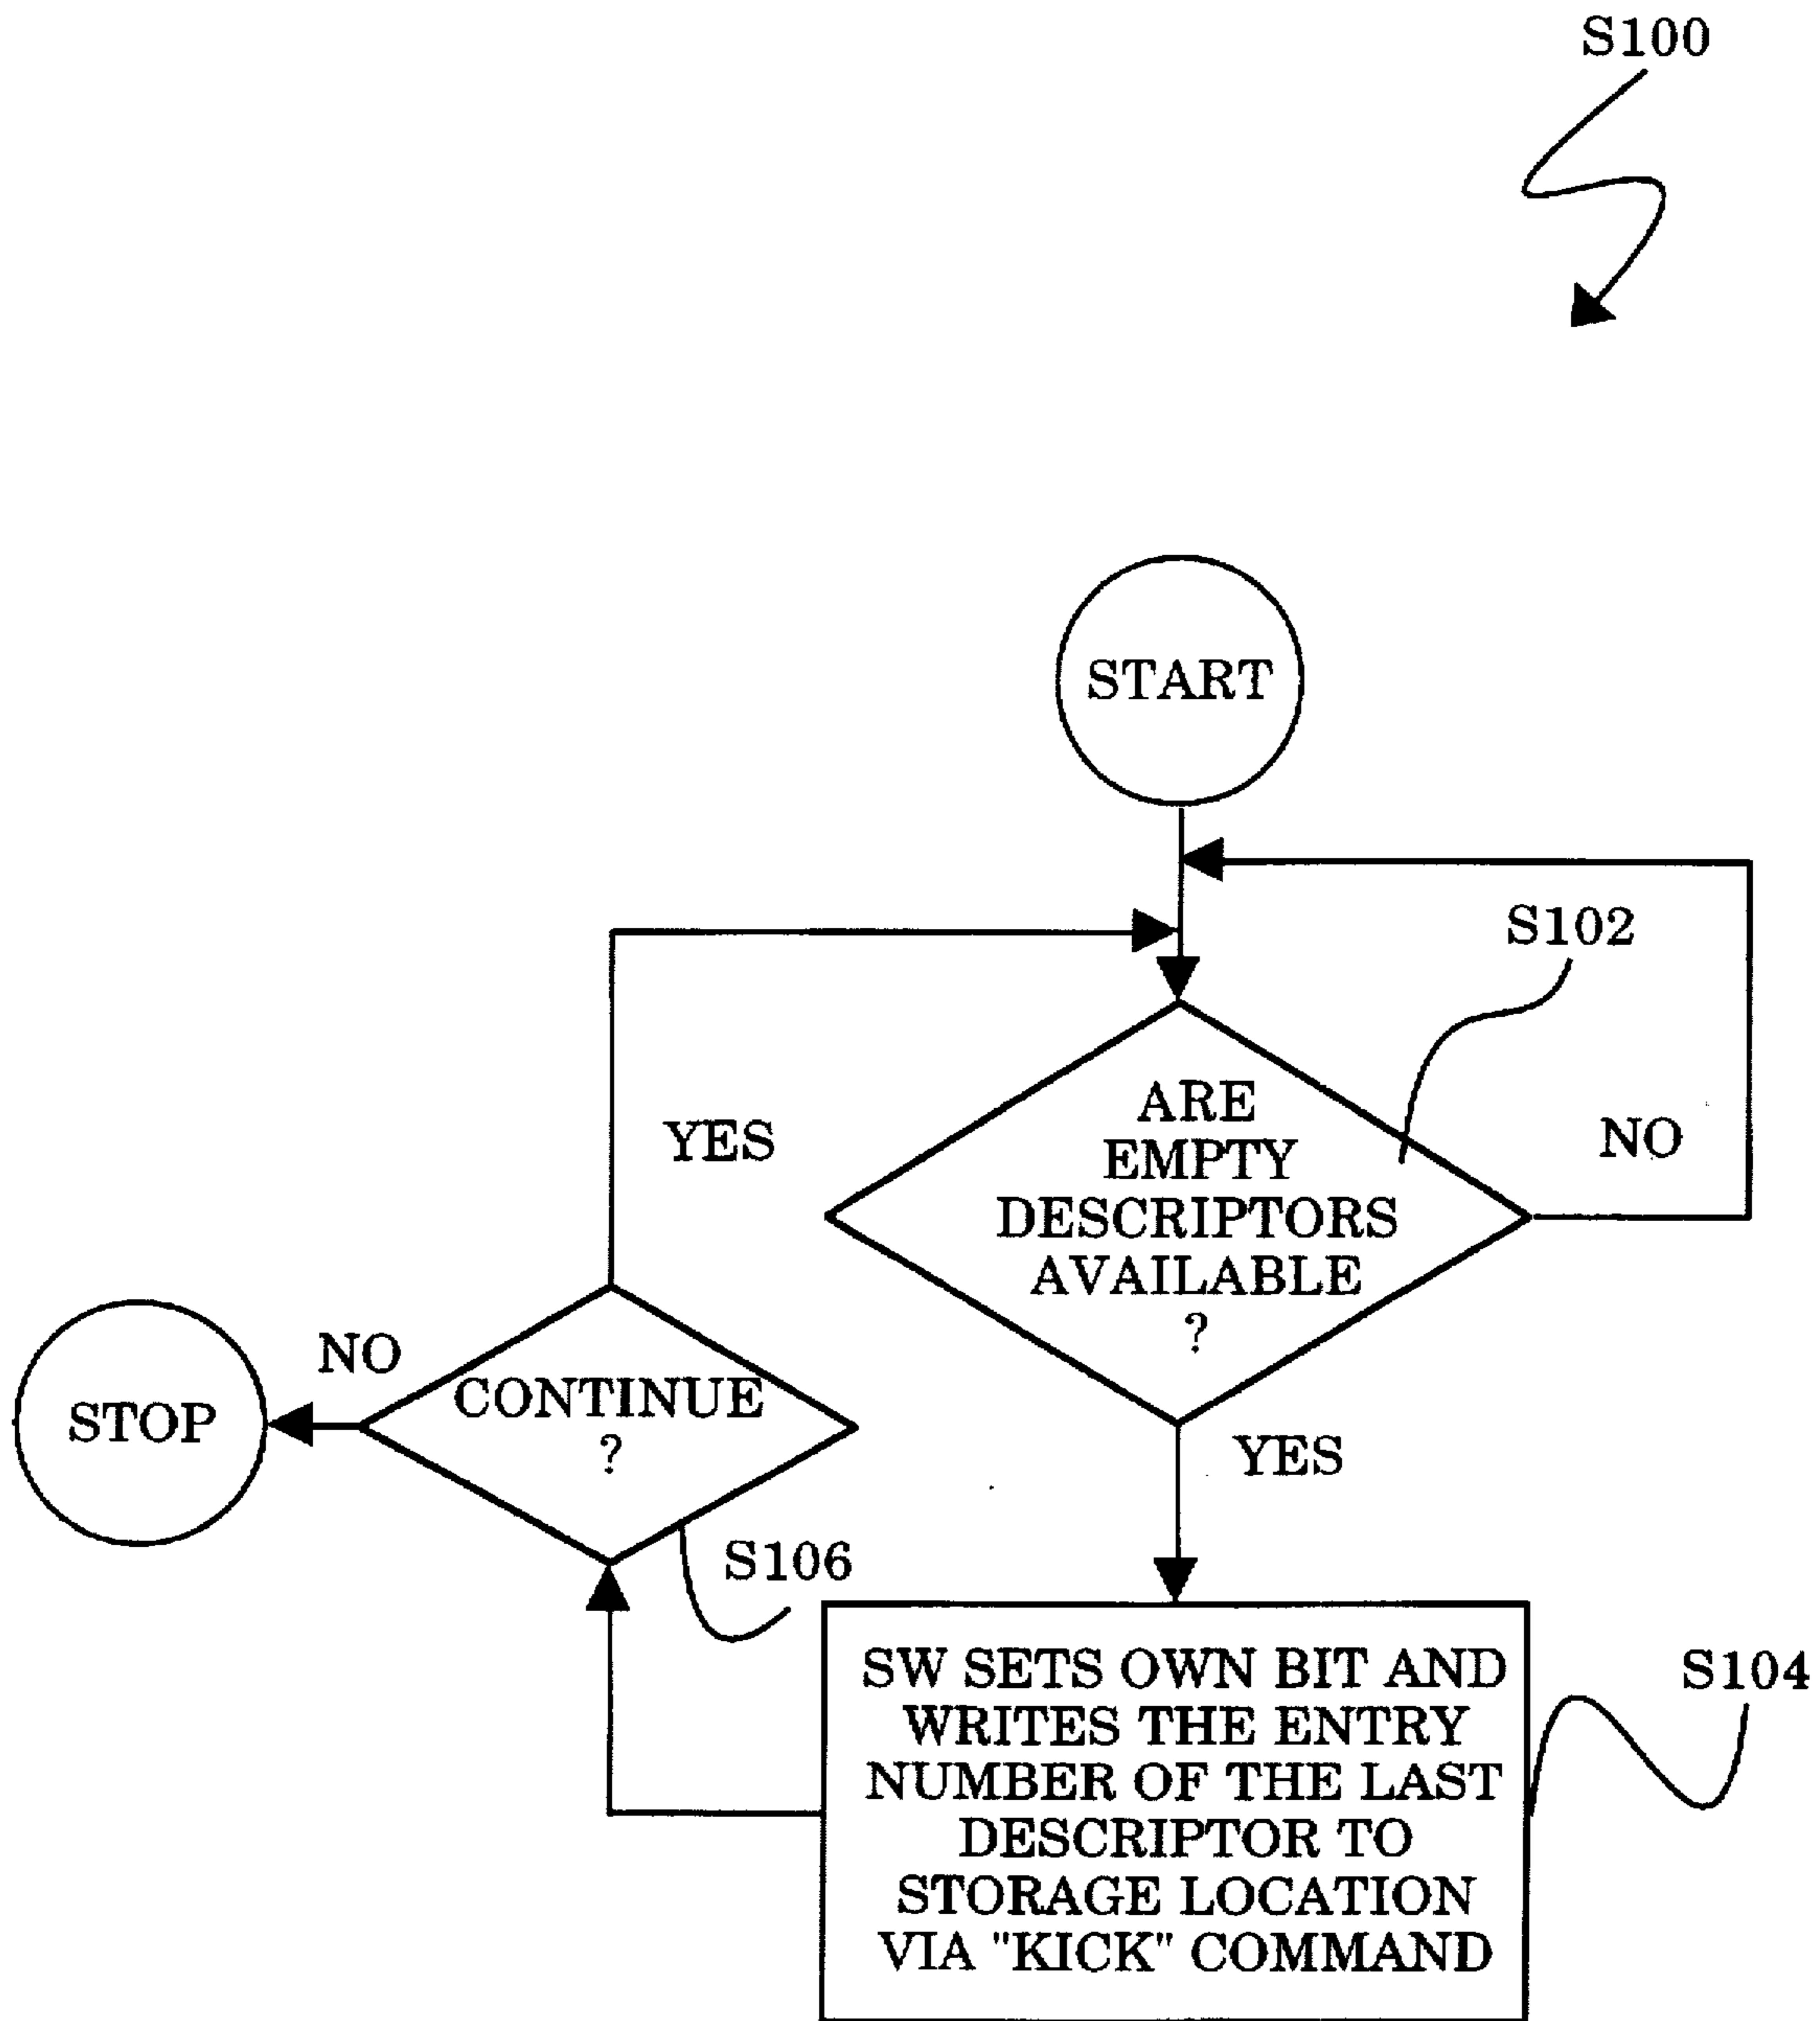 S100
START
S102
ARE
EMPTY
DESCRIPTORS
AVAILABLE
?
NO
YES
YES
NO
CONTINUE
?
STOP
S106
SW SETS OWN BIT AND
WRITES THE ENTRY
NUMBER OF THE LAST
DESCRIPTOR TO
STORAGE LOCATION
VIA "KICK" COMMAND
S104